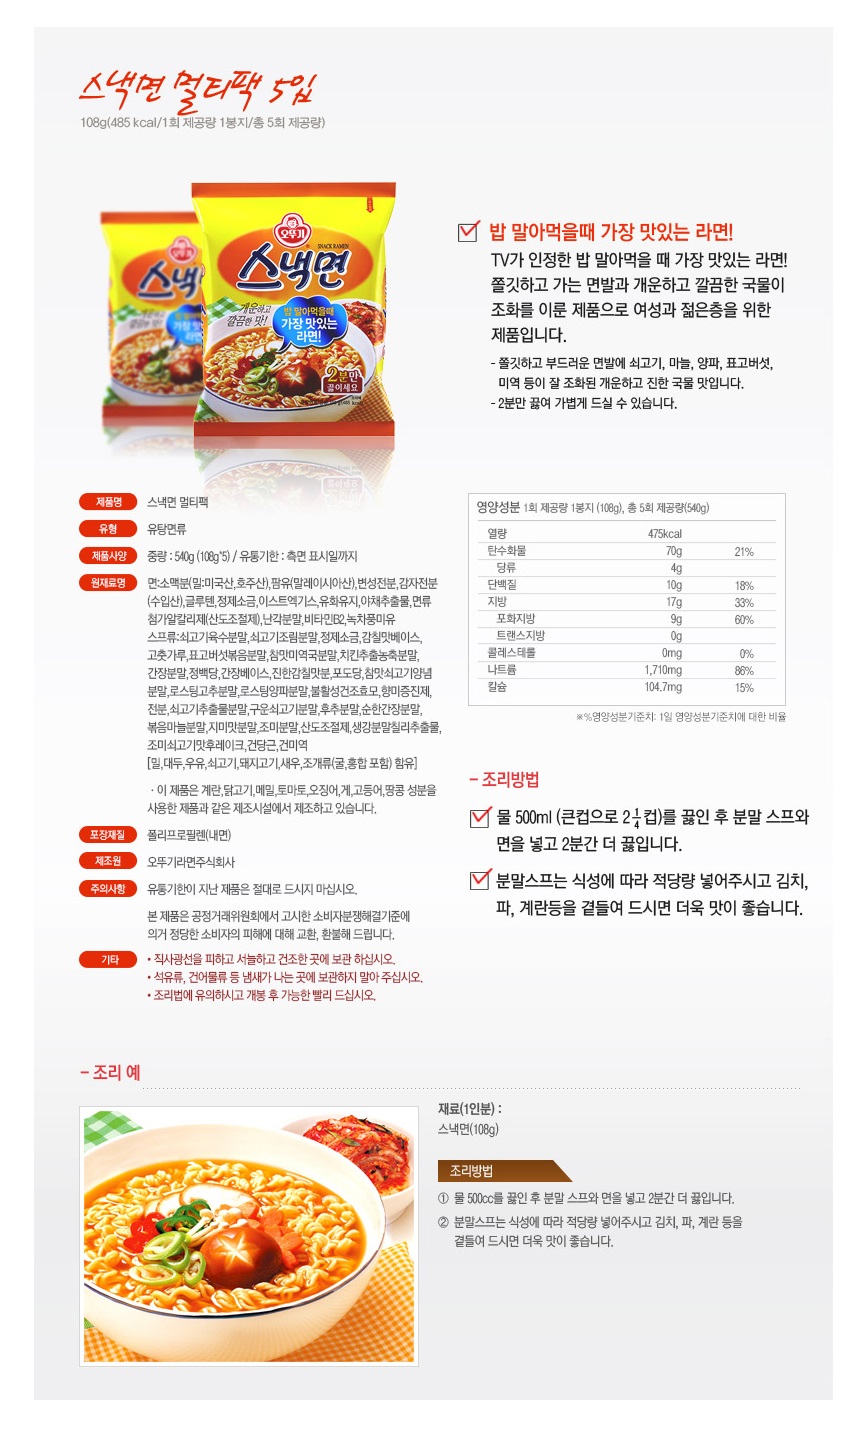 스낵면 멀티팩 5입
108g(485 kcal/1회 제공량 1봉지/총 5회 제공량)
오뚜기
SNACK RAMEN
스낵면
개운하고
깔끔한 맛!
밥 말아먹을때
가장 맛있는
라면!
2분만
끓이세요
밥 말아먹을때 가장 맛있는 라면!
TV가 인정한 밥 말아먹을 때 가장 맛있는 라면!
쫄깃하고 가는 면발과 개운하고 깔끔한 국물이
조화를 이룬 제품으로 여성과 젊은층을 위한
제품입니다.
- 쫄깃하고 부드러운 면발에 쇠고기, 마늘, 양파, 표고버섯,
미역 등이 잘 조화된 개운하고 진한 국물 맛입니다.
- 2분만 끓여 가볍게 드실 수 있습니다.
제품명 스낵면 멀티팩
유형 유탕면류
제품사양 중량 : 540g (108g*5) / 유통기한 : 측면 표시일까지
원재료명 면:소맥분(밀:미국산,호주산),팜유(말레이시아산),변성전분,감자전분
(수입산),글루텐,정제소금,이스트엑기스,유화유지,야채추출물,면류
첨가알칼리제(산도조절제),난각분말,비타민B2,녹차풍미유
스프류:쇠고기육수분말,쇠고기조림분말,정제소금,감칠맛베이스,
고춧가루,표고버섯볶음분말,참맛미역국분말,치킨추출농축분말,
간장분말,정백당,간장베이스,진한감칠맛분,포도당,참맛쇠고기양념
분말,로스팅고추분말,로스팅양파분말,불활성건조효모,향미증진제,
전분,쇠고기추출물분말,구운쇠고기분말,후추분말,순한간장분말,
볶음마늘분말,지미맛분말,조미분말,산도조절제,생강분말칠리추출물,
조미쇠고기맛후레이크,건당근,건미역
[밀,대두,우유,쇠고기,돼지고기,새우,조개류(굴,홍합 포함) 함유]
· 이 제품은 계란,닭고기,메밀,토마토,오징어,게,고등어,땅콩 성분을
사용한 제품과 같은 제조시설에서 제조하고 있습니다.
포장재질 폴리프로필렌(내면)
제조원 오뚜기라면주식회사
주의사항 유통기한이 지난 제품은 절대로 드시지 마십시오.
본 제품은 공정거래위원회에서 고시한 소비자분쟁해결기준에
의거 정당한 소비자의 피해에 대해 교환, 환불해 드립니다.
기타 • 직사광선을 피하고 서늘하고 건조한 곳에 보관 하십시오.
• 석유류, 건어물류 등 냄새가 나는 곳에 보관하지 말아 주십시오.
• 조리법에 유의하시고 개봉 후 가능한 빨리 드십시오.
영양성분 1회 제공량 1봉지 (108g), 총 5회 제공량(540g)
열량 475kcal
탄수화물 70g 21%
당류 4g
단백질 10g 18%
지방 17g 33%
포화지방 9g 60%
트랜스지방 0g
콜레스테롤 0mg 0%
나트륨 1,710mg 86%
칼슘 104.7mg 15%
※%영양성분기준치: 1일 영양성분기준치에 대한 비율
- 조리방법
물 500ml (큰컵으로 2 1/4 컵)를 끓인 후 분말 스프와
면을 넣고 2분간 더 끓입니다.
분말스프는 식성에 따라 적당량 넣어주시고 김치,
파, 계란등을 곁들여 드시면 더욱 맛이 좋습니다.
- 조리 예
재료(1인분) :
스낵면(108g)
조리방법
① 물 500cc를 끓인 후 분말 스프와 면을 넣고 2분간 더 끓입니다.
② 분말스프는 식성에 따라 적당량 넣어주시고 김치, 파, 계란 등을
곁들여 드시면 더욱 맛이 좋습니다.